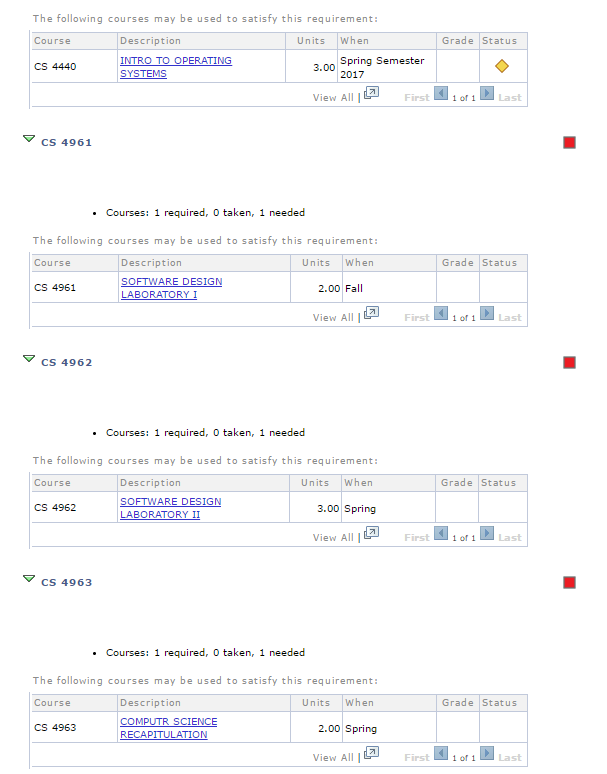 The following courses may be used to satisfy this requirement:
Course Description Units When Grade Status
CS 4440 INTRO TO OPERATING SYSTEMS 3.00 Spring Semester 2017
View All | First 1 of 1 Last
CS 4961
• Courses: 1 required, 0 taken, 1 needed
The following courses may be used to satisfy this requirement:
Course Description Units When Grade Status
CS 4961 SOFTWARE DESIGN LABORATORY I 2.00 Fall
View All | First 1 of 1 Last
CS 4962
• Courses: 1 required, 0 taken, 1 needed
The following courses may be used to satisfy this requirement:
Course Description Units When Grade Status
CS 4962 SOFTWARE DESIGN LABORATORY II 3.00 Spring
View All | First 1 of 1 Last
CS 4963
• Courses: 1 required, 0 taken, 1 needed
The following courses may be used to satisfy this requirement:
Course Description Units When Grade Status
CS 4963 COMPUTR SCIENCE RECAPITULATION 2.00 Spring
View All | First 1 of 1 Last